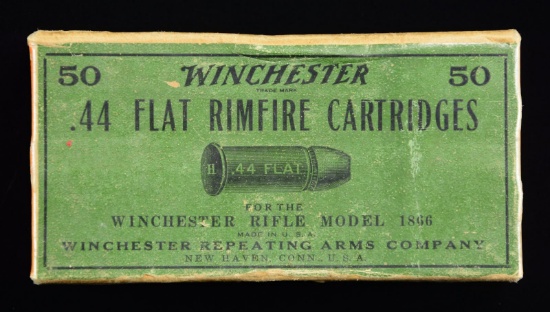 50 WINCHESTER 50
TRADE MARK
.44 FLAT RIMFIRE CARTRIDGES
H .44 FLAT
FOR THE
WINCHESTER RIFLE MODEL 1866
MADE IN U.S.A.
WINCHESTER REPEATING ARMS COMPANY
NEW HAVEN, CONN., U.S.A.